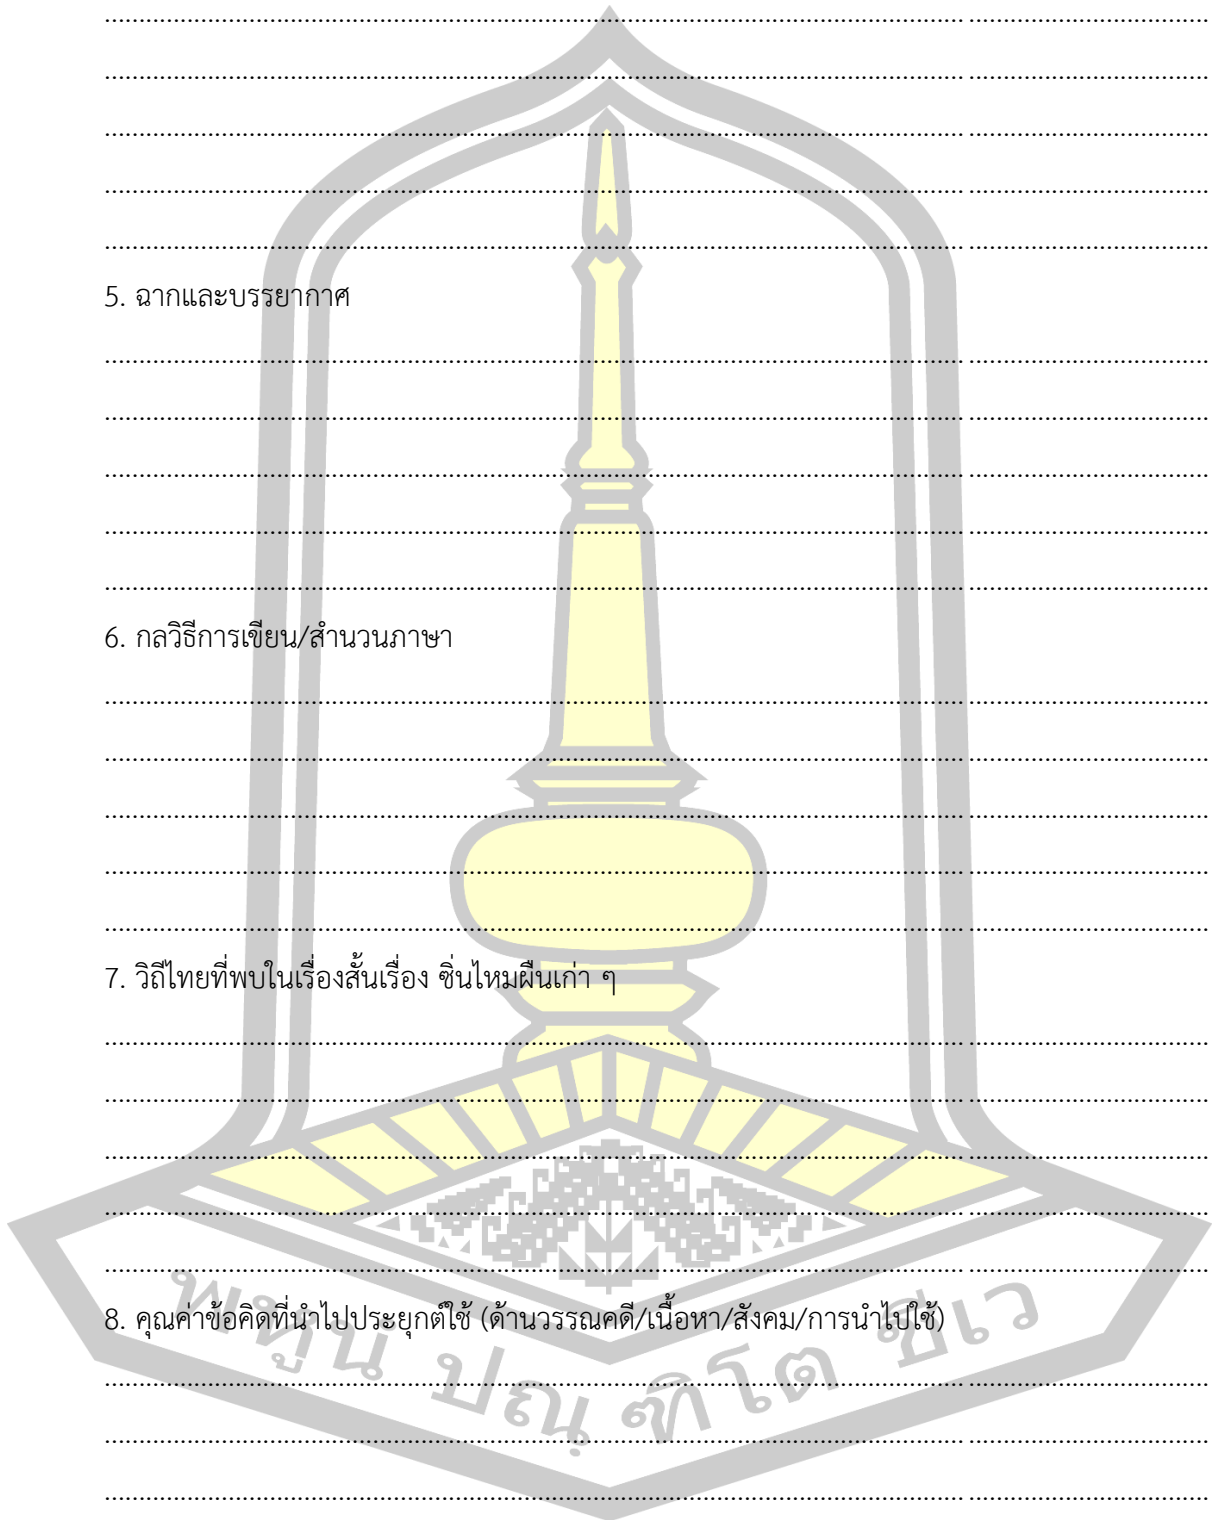 5. ฉากและบรรยากาศ
6. กลวิธีการเขียน/สำนวนภาษา
7. วิถีไทยที่พบในเรื่องสั้นเรื่อง ซิ่นไหมผืนเก่า ๆ
8. คุณค่าข้อคิดที่นำไปประยุกต์ใช้ (ด้านวรรณคดี/เนื้อหา/สังคม/การนำไปใช้)
พหูน ปณฺ ฑิโต ชีเว